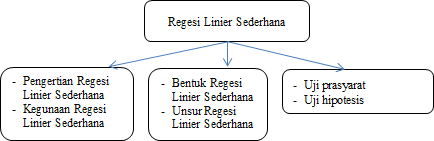 Regesi Linier Sederhana
- Pengertian Regesi
Linier Sederhana
- Kegunaan Regesi
Linier Sederhana
- Bentuk Regesi
Linier Sederhana
- Unsur Regesi
Linier Sederhana
- Uji prasyarat
- Uji hipotesis